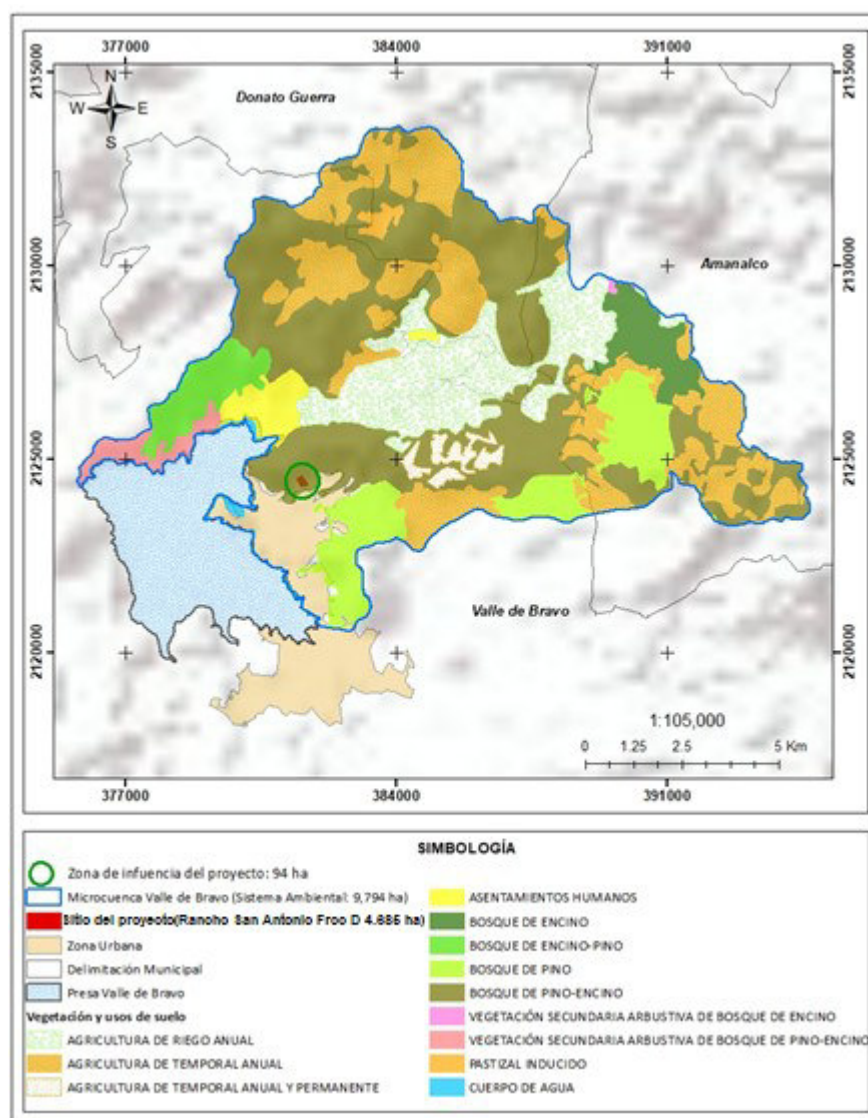 377000 384000 391000
2135000 2135000
N
W E
S
Donato Guerra
2130000 2130000
Amanalco
2125000 2125000
Valle de Bravo
2120000 2120000
1:105,000
0 1.25 2.5 5 Km
377000 384000 391000
SIMBOLOGÍA
Zona de infuencia del proyecto: 94 ha
Microcuenca Valle de Bravo (Sistema Ambiental: 9,794 ha)
Sitio del proyecto(Rancho San Antonio Frcc D 4.685 ha)
Zona Urbana
Delimitación Municipal
Presa Valle de Bravo
Vegetación y usos de suelo
AGRICULTURA DE RIEGO ANUAL
AGRICULTURA DE TEMPORAL ANUAL
AGRICULTURA DE TEMPORAL ANUAL Y PERMANENTE
ASENTAMIENTOS HUMANOS
BOSQUE DE ENCINO
BOSQUE DE ENCINO-PINO
BOSQUE DE PINO
BOSQUE DE PINO-ENCINO
VEGETACIÓN SECUNDARIA ARBUSTIVA DE BOSQUE DE ENCINO
VEGETACIÓN SECUNDARIA ARBUSTIVA DE BOSQUE DE PINO-ENCINO
PASTIZAL INDUCIDO
CUERPO DE AGUA